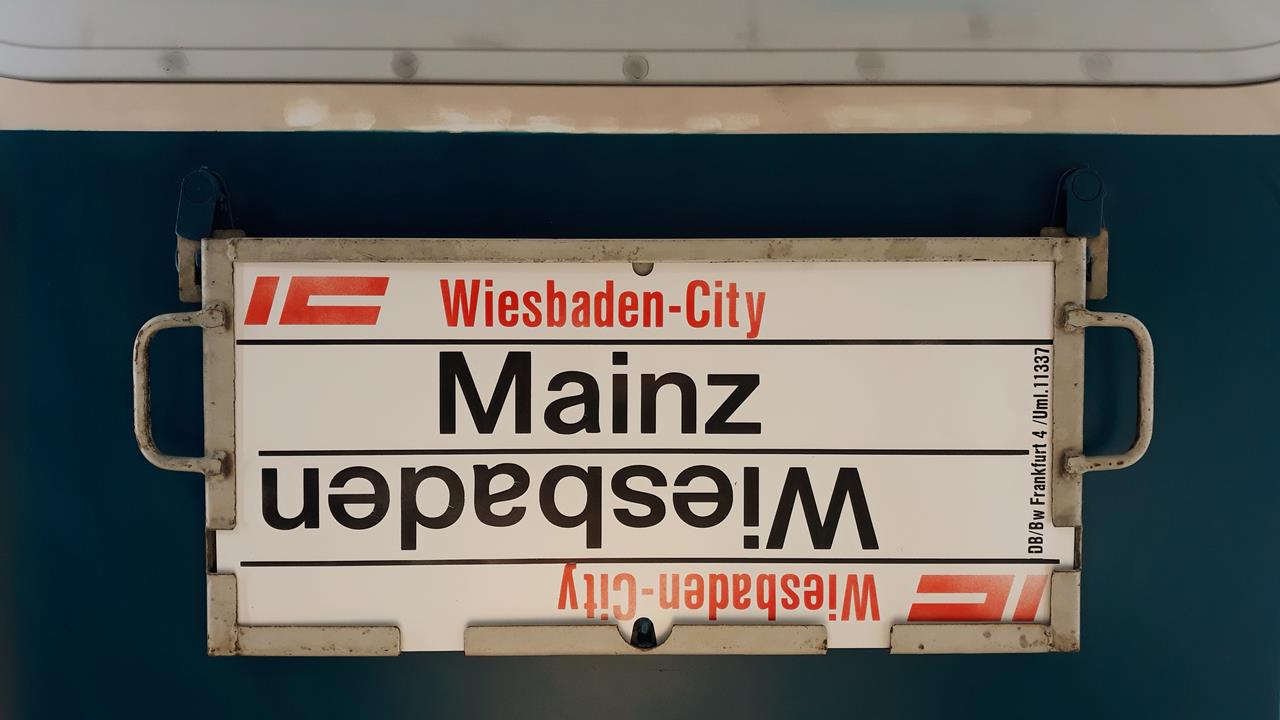 IC Wiesbaden-City
Mainz
Wiesbaden
IC Wiesbaden-City
DB/Bw Frankfurt 4 /Uml.11337